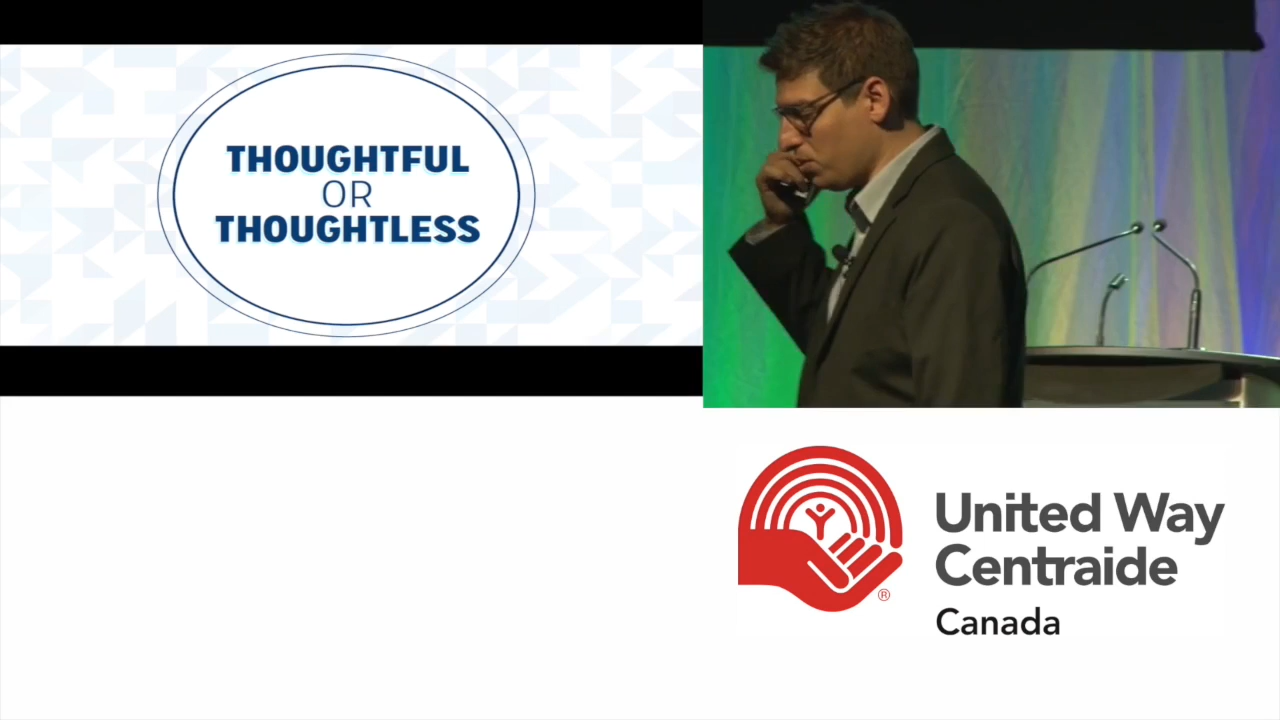 THOUGHTFUL
OR
THOUGHTLESS
United Way
Centraide
Canada
®